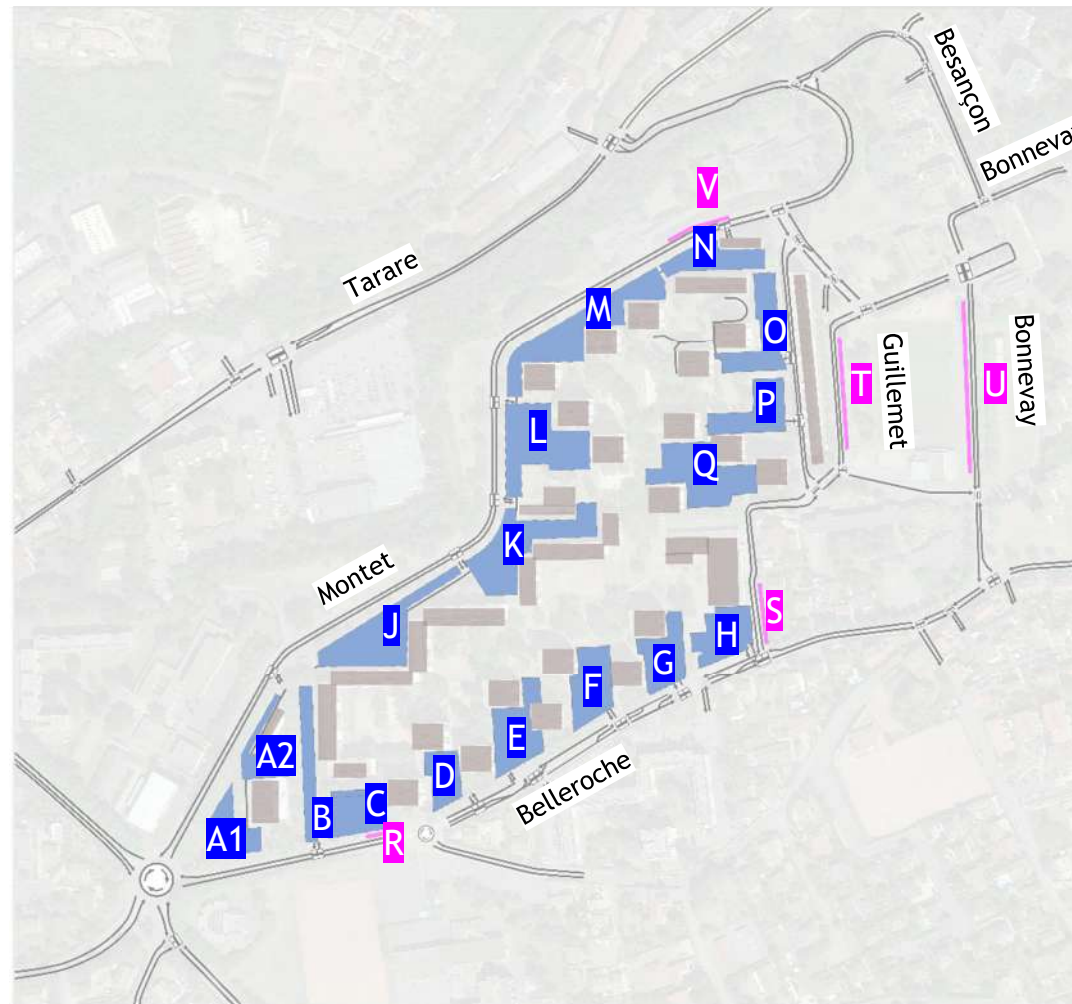 Besançon
Bonnevay
V
Tarare
N
M
O
Guillemet
Bonnevay
T
U
P
L
Q
K
Montet
S
J
H
G
F
E
A2
D
Belleroche
C
B
A1
R